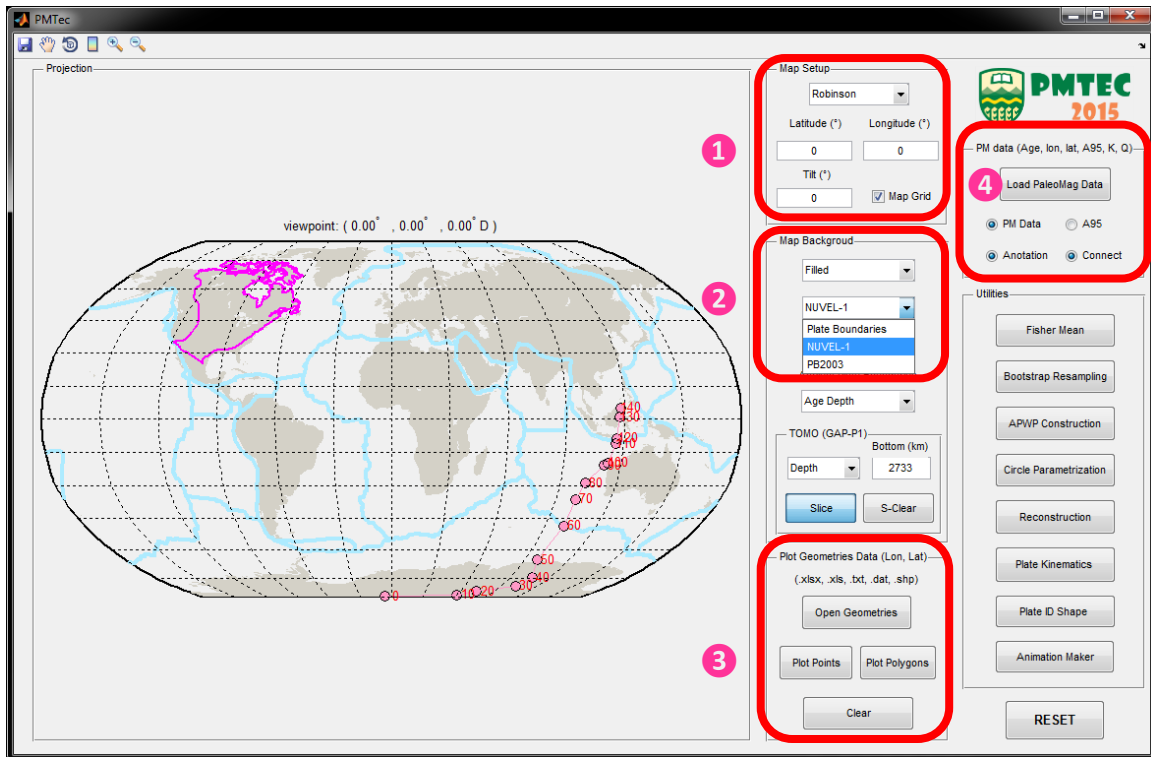 PMTec
Projection
viewpoint: ( 0.00° , 0.00° , 0.00° D )
140
130
120
110
100
80
70
60
50
40
30
20
10
0
1
Map Setup
Robinson
Latitude (°) Longitude (°)
0 0
Tilt (°)
0 Map Grid
2
Map Backgroud
Filled
NUVEL-1
Plate Boundaries
NUVEL-1
PB2003
Age Depth
TOMO (GAP-P1)
Bottom (km)
Depth 2733
Slice S-Clear
3
Plot Geometries Data (Lon, Lat)
(.xlsx, .xls, .txt, .dat, .shp)
Open Geometries
Plot Points Plot Polygons
Clear
PMTEC
2015
PM data (Age, lon, lat, A95, K, Q)
4 Load PaleoMag Data
PM Data A95
Anotation Connect
Utilities
Fisher Mean
Bootstrap Resampling
APWP Construction
Circle Parametrization
Reconstruction
Plate Kinematics
Plate ID Shape
Animation Maker
RESET